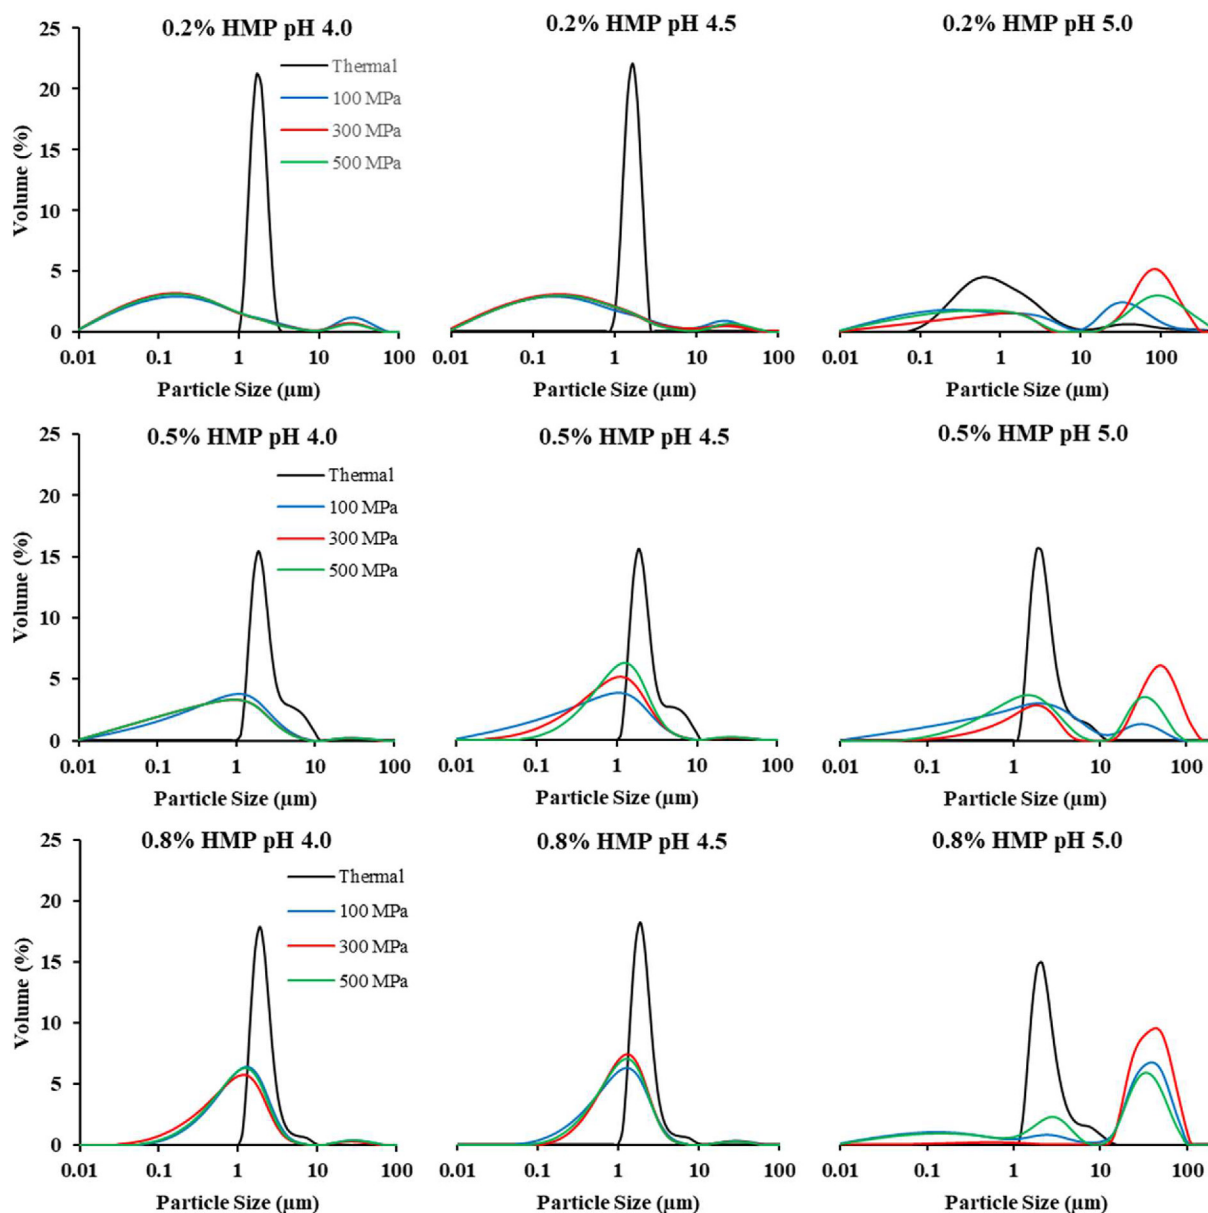 0.2% HMP pH 4.0
0.2% HMP pH 4.5
0.2% HMP pH 5.0
Volume (%)
25
20
15
10
5
0
Thermal
100 MPa
300 MPa
500 MPa
0.01 0.1 1 10 100
0.01 0.1 1 10 100
0.01 0.1 1 10 100
Particle Size (µm)
Particle Size (µm)
Particle Size (µm)
0.5% HMP pH 4.0
0.5% HMP pH 4.5
0.5% HMP pH 5.0
Volume (%)
25
20
15
10
5
0
Thermal
100 MPa
300 MPa
500 MPa
0.01 0.1 1 10 100
0.01 0.1 1 10 100
0.01 0.1 1 10 100
Particle Size (µm)
Particle Size (µm)
Particle Size (µm)
0.8% HMP pH 4.0
0.8% HMP pH 4.5
0.8% HMP pH 5.0
Volume (%)
25
20
15
10
5
0
Thermal
100 MPa
300 MPa
500 MPa
0.01 0.1 1 10 100
0.01 0.1 1 10 100
0.01 0.1 1 10 100
Particle Size (µm)
Particle Size (µm)
Particle Size (µm)